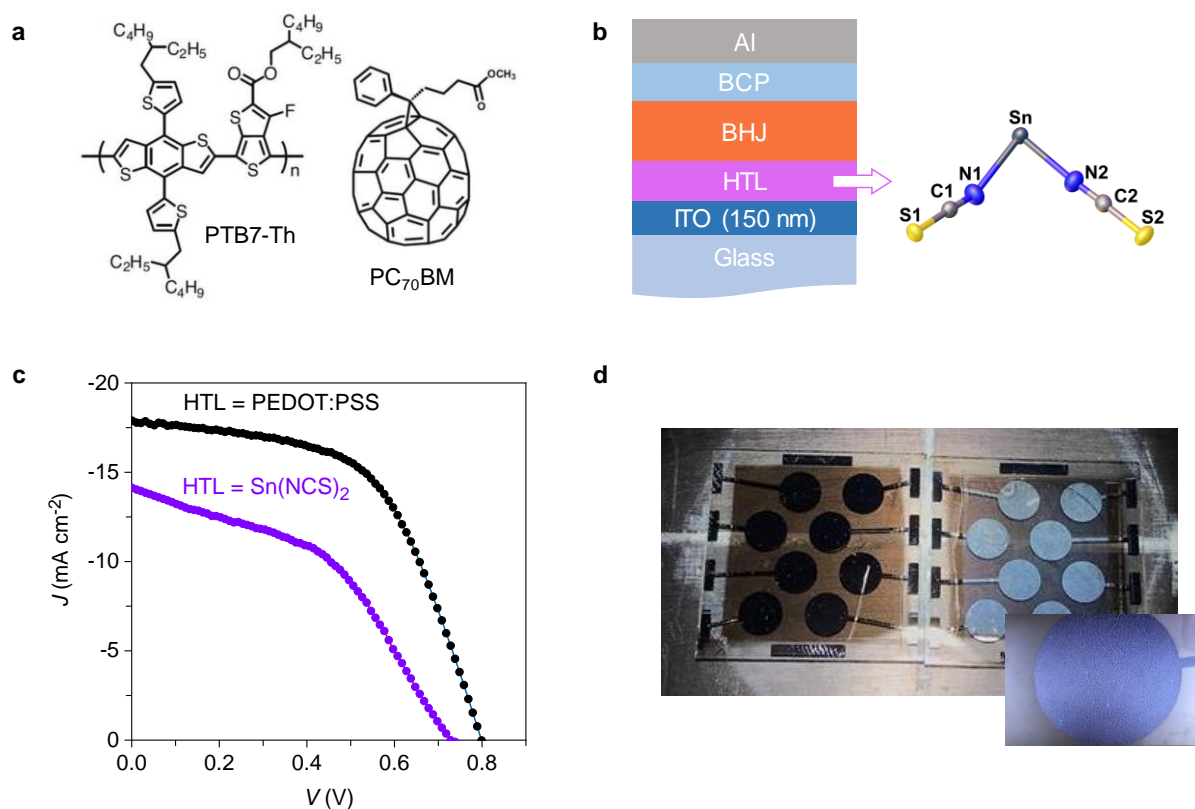 a
C₄H₉
C₂H₅
S
S
S
S
O
O
C₄H₉
C₂H₅
F
S
S
n
C₂H₅
C₄H₉
PTB7-Th
OCH₃
O
PC₇₀BM
b
Al
BCP
BHJ
HTL
ITO (150 nm)
Glass
Sn
N1
N2
C1
C2
S1
S2
c
HTL = PEDOT:PSS
HTL = Sn(NCS)₂
-20
-15
-10
-5
0
J (mA cm⁻²)
0.0 0.2 0.4 0.6 0.8
V (V)
d